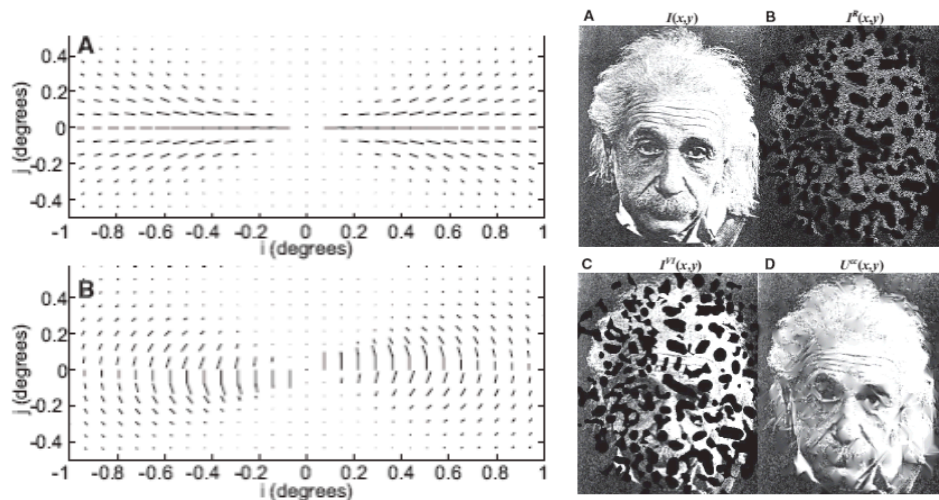 A
0.4
0.2
0
-0.2
-0.4
j (degrees)
-1 -0.8 -0.6 -0.4 -0.2 0 0.2 0.4 0.6 0.8 1
i (degrees)
B
0.4
0.2
0
-0.2
-0.4
j (degrees)
-1 -0.8 -0.6 -0.4 -0.2 0 0.2 0.4 0.6 0.8 1
i (degrees)
A I(x,y) B I^R(x,y)
C I^{VI}(x,y) D